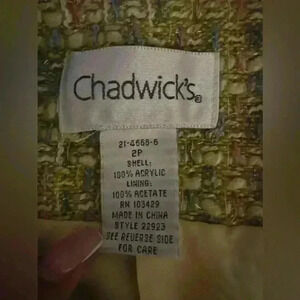 Chadwick's®
21-4668-6
2P
SHELL:
100% ACRYLIC
LINING:
100% ACETATE
RN 103429
MADE IN CHINA
STYLE 22923
SEE REVERSE SIDE
FOR CARE